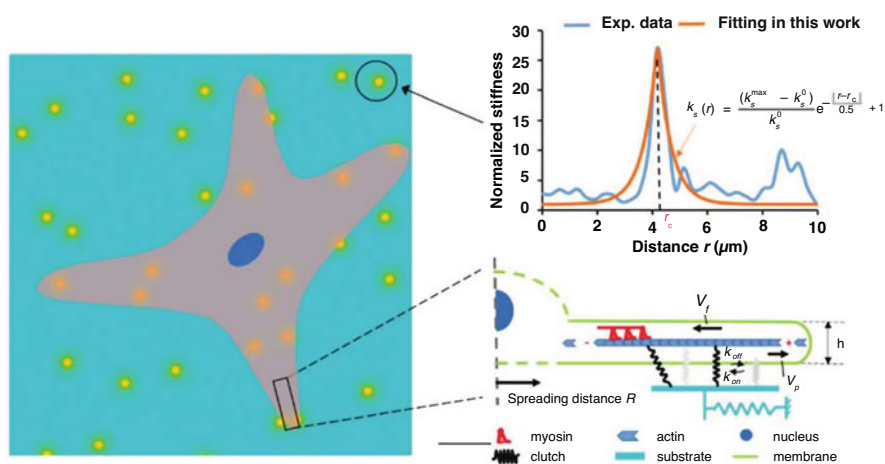 Exp. data Fitting in this work
Normalized stiffness
30
25
20
15
10
5
0
k_s (r) = (k_s^max − k_s^0) / k_s^0 e^−|r−r_c|/0.5 + 1
0 2 4 6 8 10
r_c
Distance r (μm)
V_f
h
k_off
k_on
V_p
Spreading distance R
- +
myosin actin nucleus
clutch substrate membrane